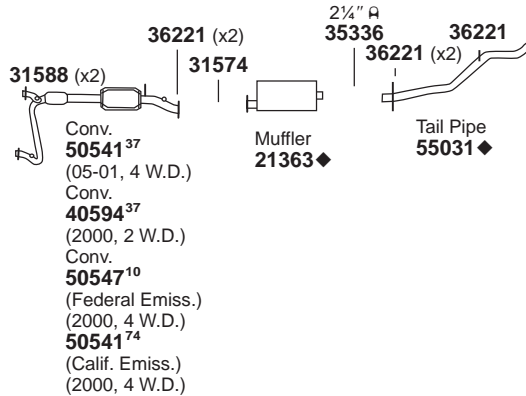 2¼″
36221 (x2) 35336 36221
31588 (x2) 31574 36221 (x2)
Conv.
50541³⁷
(05-01, 4 W.D.)
Conv.
40594³⁷
(2000, 2 W.D.)
Conv.
50547¹⁰
(Federal Emiss.)
(2000, 4 W.D.)
50541⁷⁴
(Calif. Emiss.)
(2000, 4 W.D.)
Muffler
21363◆
Tail Pipe
55031◆